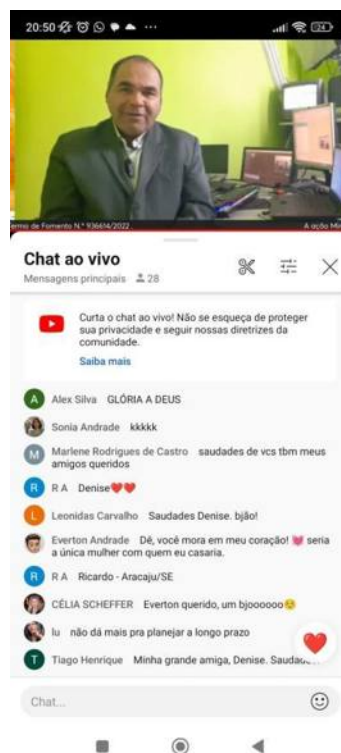 20:50
24
ermo de Fomento N.° 936614/2022
A ação Mi
Chat ao vivo
Mensagens principais 28
Curta o chat ao vivo! Não se esqueça de proteger
sua privacidade e seguir nossas diretrizes da
comunidade.
Saiba mais
A Alex Silva GLÓRIA A DEUS
Sonia Andrade kkkkk
M Marlene Rodrigues de Castro saudades de vcs tbm meus
amigos queridos
R R A Denise❤️❤️
L Leonidas Carvalho Saudades Denise. bjão!
Everton Andrade Dé, você mora em meu coração! 💓 seria
a única mulher com quem eu casaria.
R R A Ricardo - Aracaju/SE
CÉLIA SCHEFFER Everton querido, um bjoooooo😚
lu não dá mais pra planejar a longo prazo
T Tiago Henrique Minha grande amiga, Denise.
Chat...